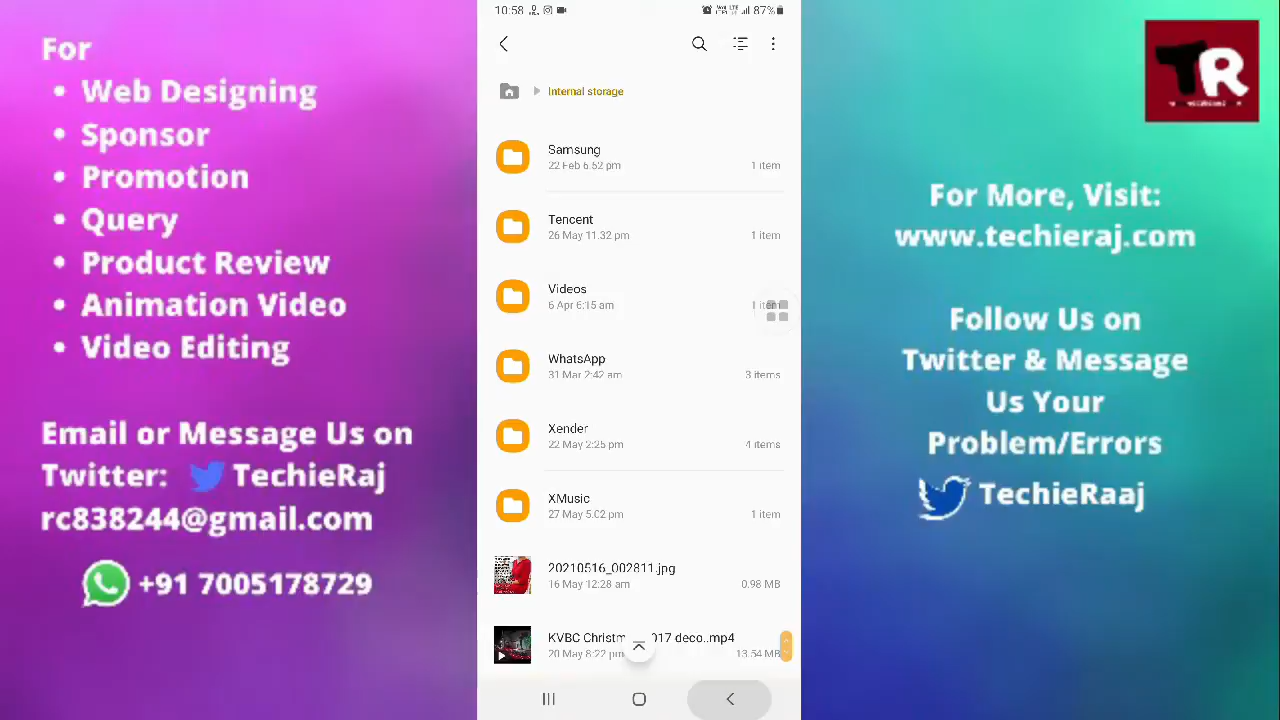 For
• Web Designing
• Sponsor
• Promotion
• Query
• Product Review
• Animation Video
• Video Editing
Email or Message Us on
Twitter: TechieRaj
rc838244@gmail.com
+91 7005178729
10:58
87%
Internal storage
Samsung
22 Feb 6:52 pm 1 item
Tencent
26 May 11:32 pm 1 item
Videos
6 Apr 6:15 am 1 item
WhatsApp
31 Mar 2:42 am 3 items
Xender
22 May 2:25 pm 4 items
XMusic
27 May 5:02 pm 1 item
20210516_002811.jpg
16 May 12:28 am 0.98 MB
KVBC Christm 017 deco..mp4
20 May 8:22 pm 13.54 MB
TR
For More, Visit:
www.techieraj.com
Follow Us on
Twitter & Message
Us Your
Problem/Errors
TechieRaaj